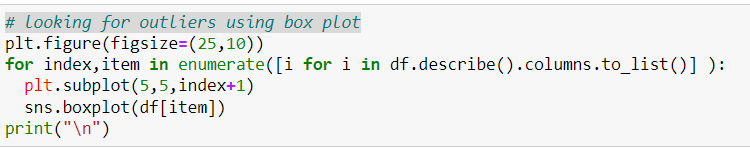 # looking for outliers using box plot
plt.figure(figsize=(25,10))
for index,item in enumerate([i for i in df.describe().columns.to_list()] ):
  plt.subplot(5,5,index+1)
  sns.boxplot(df[item])
print("\n")